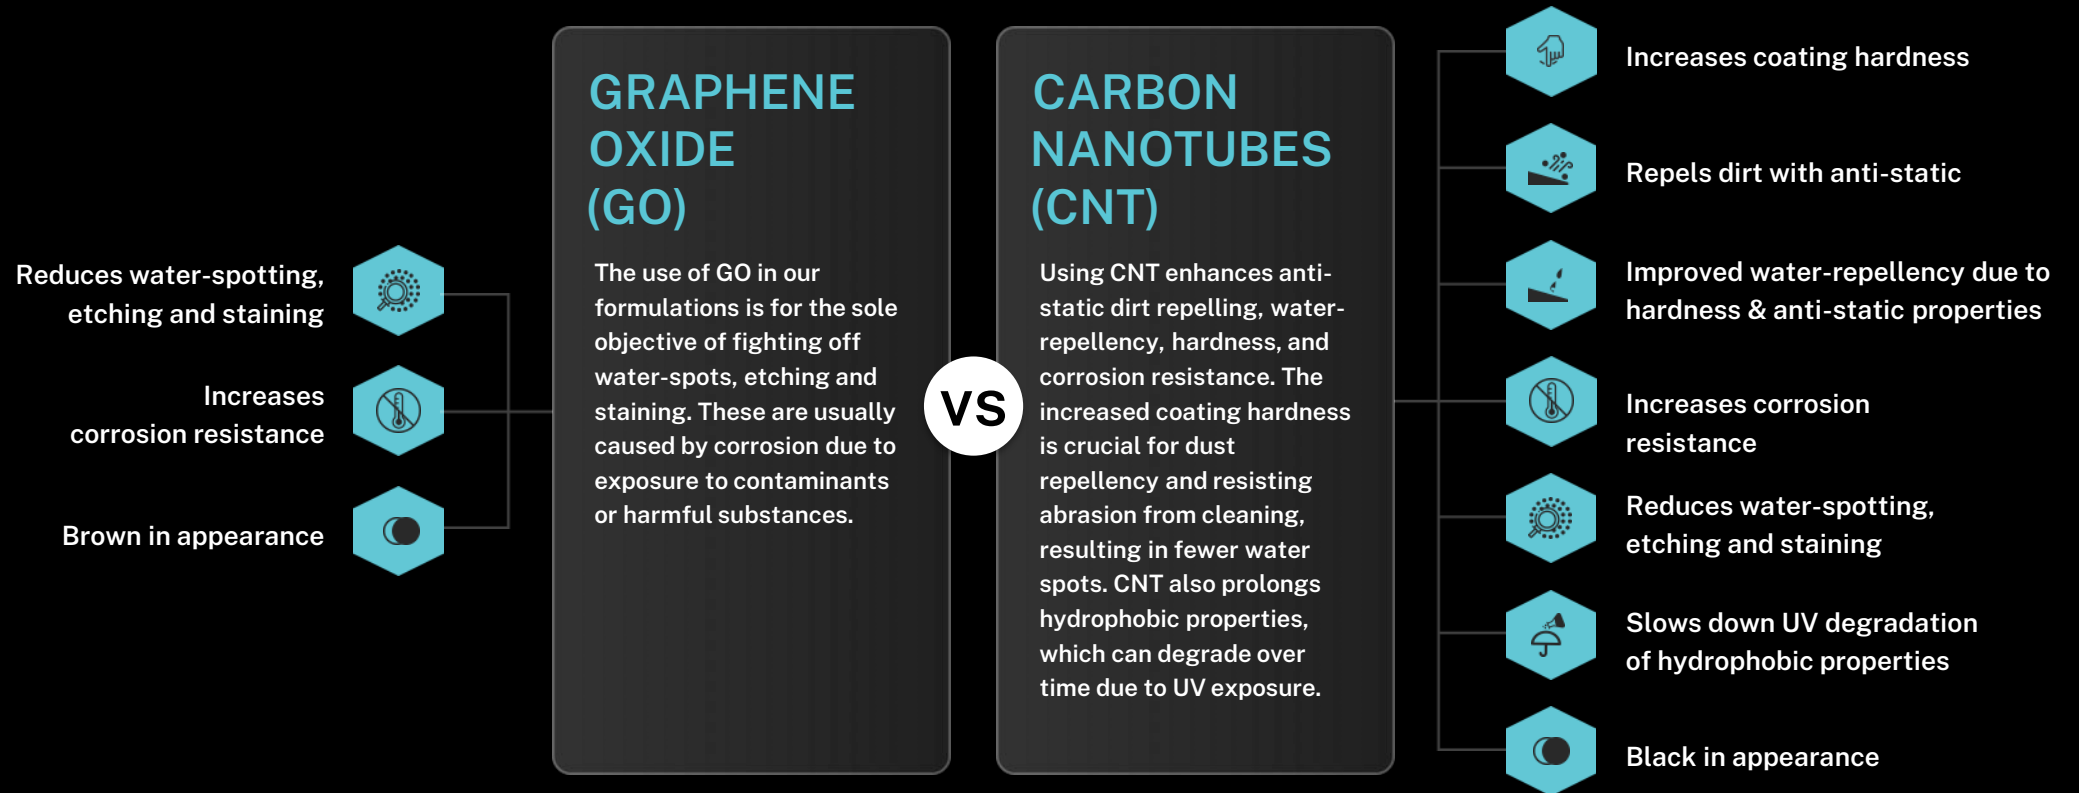 Reduces water-spotting,
etching and staining
Increases
corrosion resistance
Brown in appearance
GRAPHENE
OXIDE
(GO)
The use of GO in our
formulations is for the sole
objective of fighting off
water-spots, etching and
staining. These are usually
caused by corrosion due to
exposure to contaminants
or harmful substances.
VS
CARBON
NANOTUBES
(CNT)
Using CNT enhances anti-
static dirt repelling, water-
repellency, hardness, and
corrosion resistance. The
increased coating hardness
is crucial for dust
repellency and resisting
abrasion from cleaning,
resulting in fewer water
spots. CNT also prolongs
hydrophobic properties,
which can degrade over
time due to UV exposure.
Increases coating hardness
Repels dirt with anti-static
Improved water-repellency due to
hardness & anti-static properties
Increases corrosion
resistance
Reduces water-spotting,
etching and staining
Slows down UV degradation
of hydrophobic properties
Black in appearance